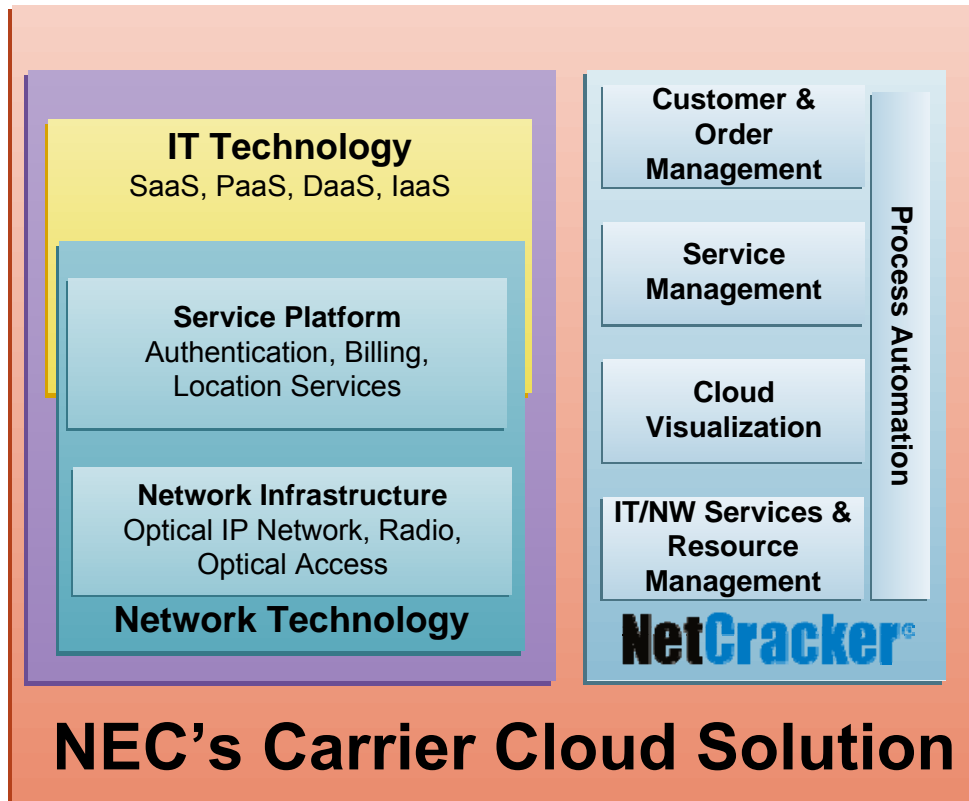 IT Technology
SaaS, PaaS, DaaS, IaaS
Service Platform
Authentication, Billing,
Location Services
Network Infrastructure
Optical IP Network, Radio,
Optical Access
Network Technology
Customer &
Order
Management
Service
Management
Cloud
Visualization
IT/NW Services &
Resource
Management
Process Automation
NetCracker®
NEC’s Carrier Cloud Solution